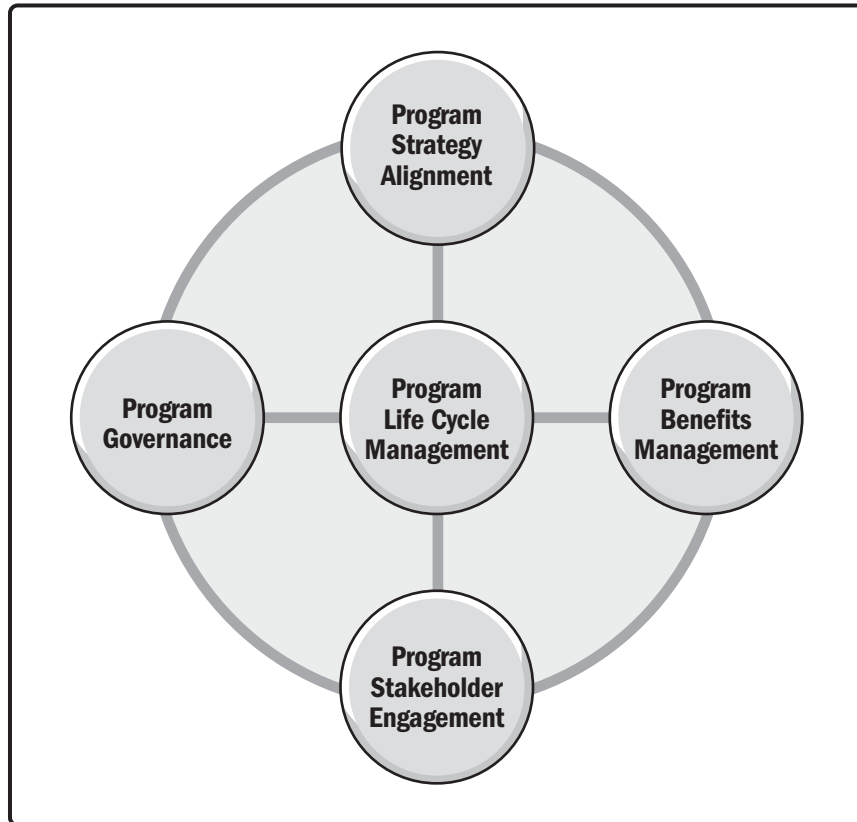 Program
Strategy
Alignment
Program
Governance
Program
Life Cycle
Management
Program
Benefits
Management
Program
Stakeholder
Engagement